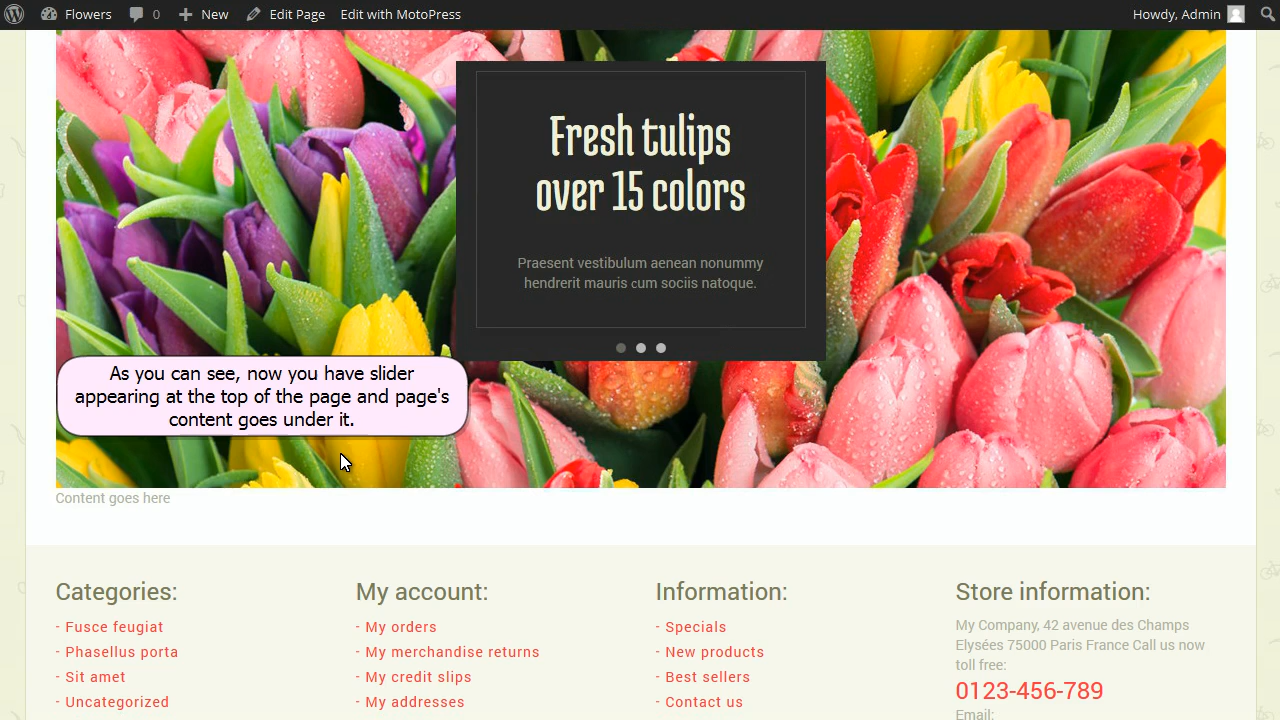 Flowers 0 New Edit Page Edit with MotoPress Howdy, Admin
Fresh tulips
over 15 colors
Praesent vestibulum aenean nonummy
hendrerit mauris cum sociis natoque.
As you can see, now you have slider
appearing at the top of the page and page's
content goes under it.
Content goes here
Categories:
- Fusce feugiat
- Phasellus porta
- Sit amet
- Uncategorized
My account:
- My orders
- My merchandise returns
- My credit slips
- My addresses
Information:
- Specials
- New products
- Best sellers
- Contact us
Store information:
My Company, 42 avenue des Champs
Elysées 75000 Paris France Call us now
toll free:
0123-456-789
Email: